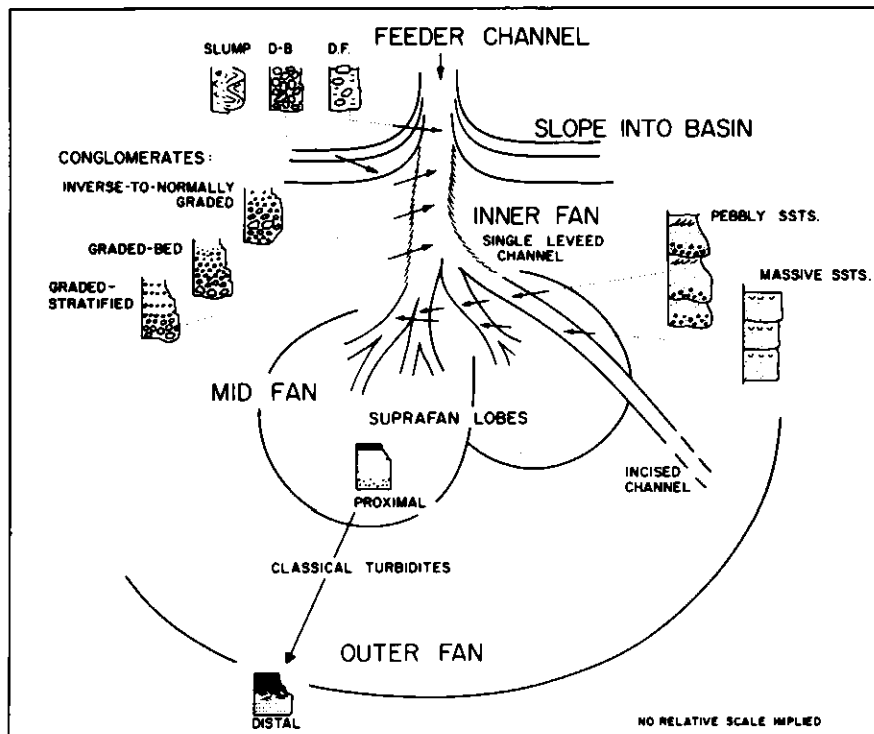 FEEDER CHANNEL
SLUMP D-B D.F.
SLOPE INTO BASIN
CONGLOMERATES:
INVERSE-TO-NORMALLY
GRADED
GRADED-BED
GRADED-
STRATIFIED
INNER FAN
SINGLE LEVEED
CHANNEL
PEBBLY SSTS.
MASSIVE SSTS.
MID FAN
SUPRAFAN LOBES
INCISED
CHANNEL
PROXIMAL
CLASSICAL TURBIDITES
OUTER FAN
DISTAL
NO RELATIVE SCALE IMPLIED